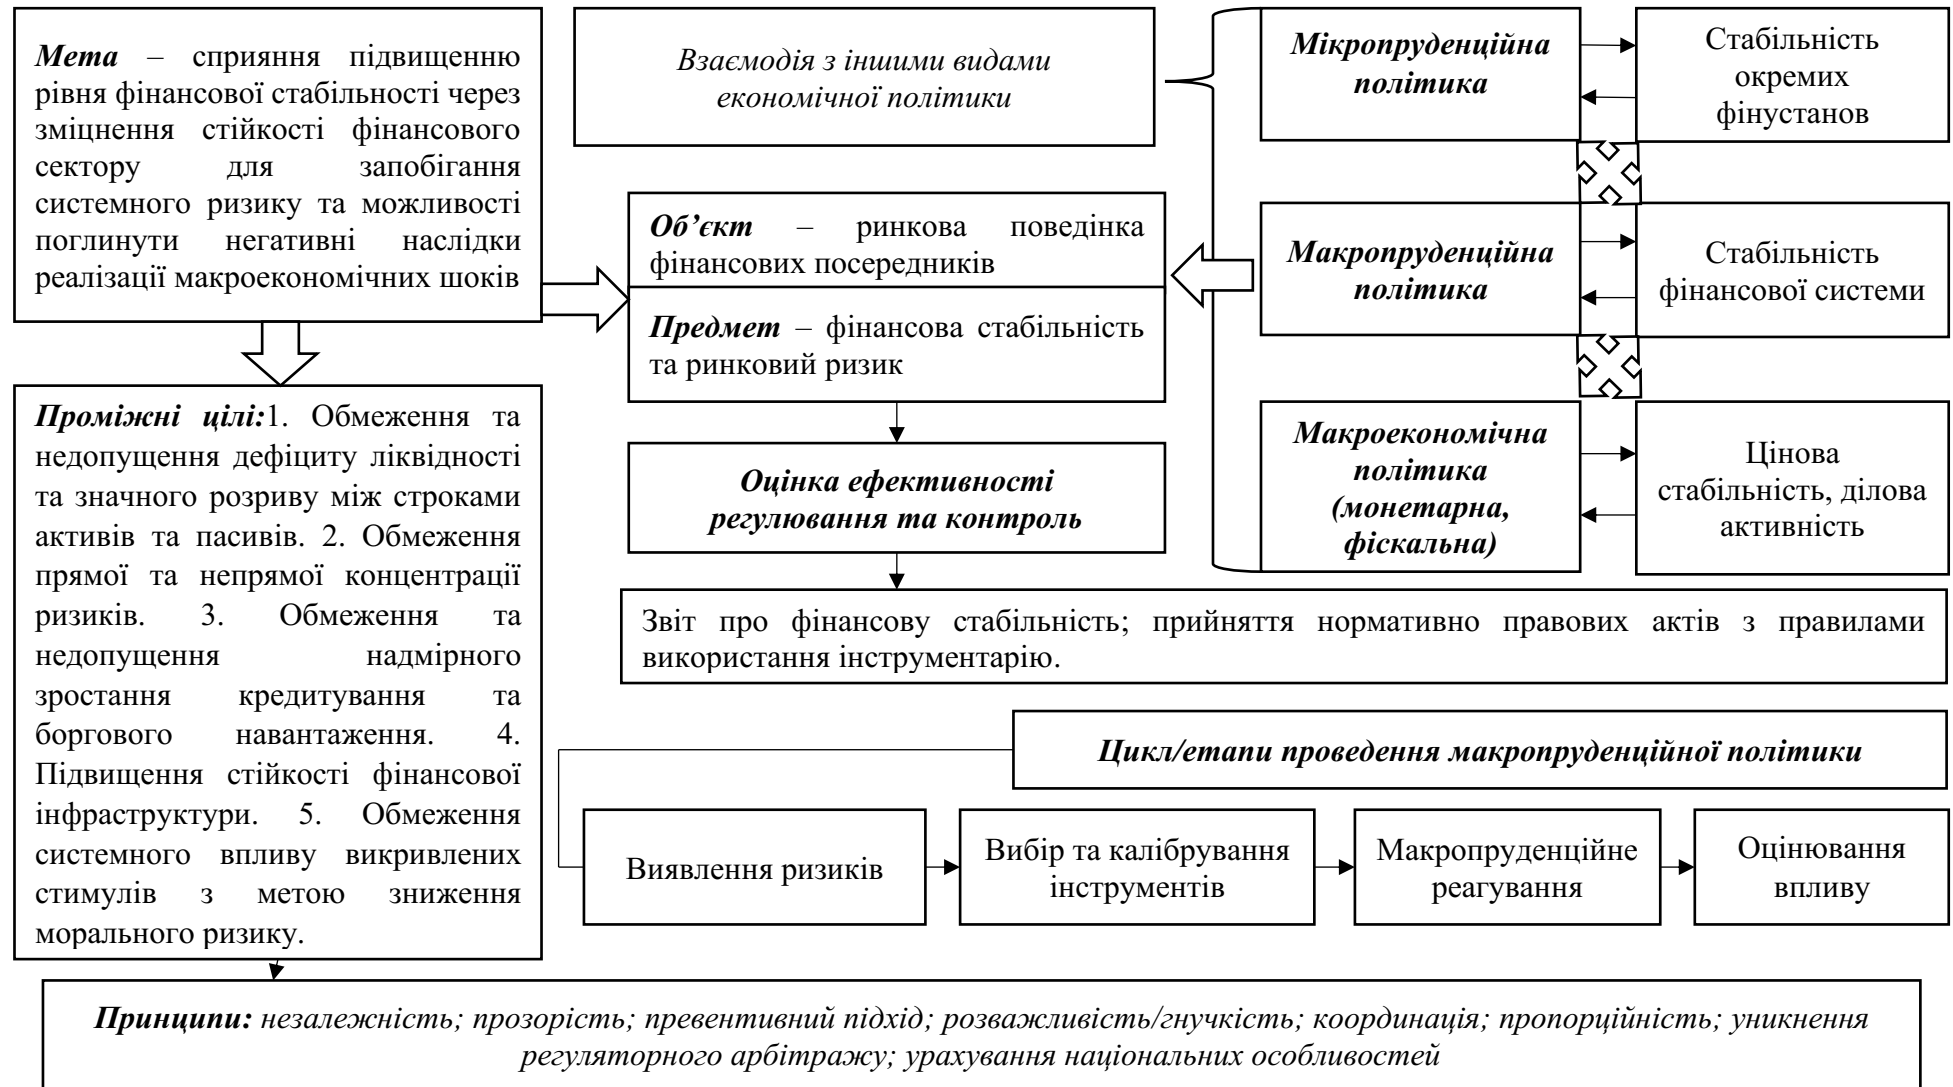 Мета – сприяння підвищенню
рівня фінансової стабільності через
зміцнення стійкості фінансового
сектору для запобігання
системного ризику та можливості
поглинути негативні наслідки
реалізації макроекономічних шоків
Взаємодія з іншими видами
економічної політики
Мікропруденційна
політика
Стабільність
окремих
фінустанов
Об’єкт – ринкова поведінка
фінансових посередників
Предмет – фінансова стабільність
та ринковий ризик
Макропруденційна
політика
Стабільність
фінансової системи
Проміжні цілі:1. Обмеження та
недопущення дефіциту ліквідності
та значного розриву між строками
активів та пасивів. 2. Обмеження
прямої та непрямої концентрації
ризиків. 3. Обмеження та
недопущення надмірного
зростання кредитування та
боргового навантаження. 4.
Підвищення стійкості фінансової
інфраструктури. 5. Обмеження
системного впливу викривлених
стимулів з метою зниження
морального ризику.
Оцінка ефективності
регулювання та контроль
Макроекономічна
політика
(монетарна,
фіскальна)
Цінова
стабільність, ділова
активність
Звіт про фінансову стабільність; прийняття нормативно правових актів з правилами
використання інструментарію.
Цикл/етапи проведення макропруденційної політики
Виявлення ризиків
Вибір та калібрування
інструментів
Макропруденційне
реагування
Оцінювання
впливу
Принципи: незалежність; прозорість; превентивний підхід; розважливість/гнучкість; координація; пропорційність; уникнення
регуляторного арбітражу; урахування національних особливостей